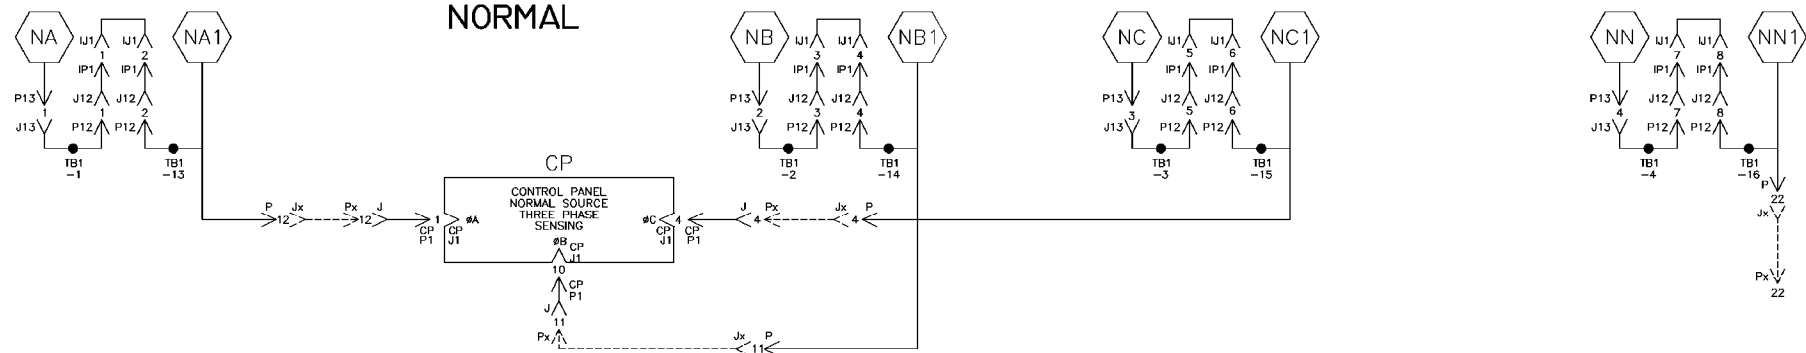 NORMAL
NA
IJ1
IJ1
NA1
1
2
IP1
IP1
P13
J12
J12
1
1
2
J13
P12
P12
TB1
-1
TB1
-13
NB
IJ1
IJ1
NB1
3
4
IP1
IP1
P13
J12
J12
2
3
4
J13
P12
P12
TB1
-2
TB1
-14
NC
IJ1
IJ1
NC1
5
6
IP1
IP1
P13
J12
J12
3
5
6
J13
P12
P12
TB1
-3
TB1
-15
NN
IJ1
IJ1
NN1
7
8
IP1
IP1
P13
J12
J12
4
7
8
J13
P12
P12
TB1
-4
TB1
-16
P
22
Jx
Px
22
CP
CONTROL PANEL
NORMAL SOURCE
THREE PHASE
SENSING
P
12
Jx
Px
12
J
1
øA
CP
P1
CP
J1
øC
4
CP
J1
CP
P1
J
4
Px
Jx
4
P
øB
CP
J1
10
CP
P1
J
11
Px
Jx
11
P